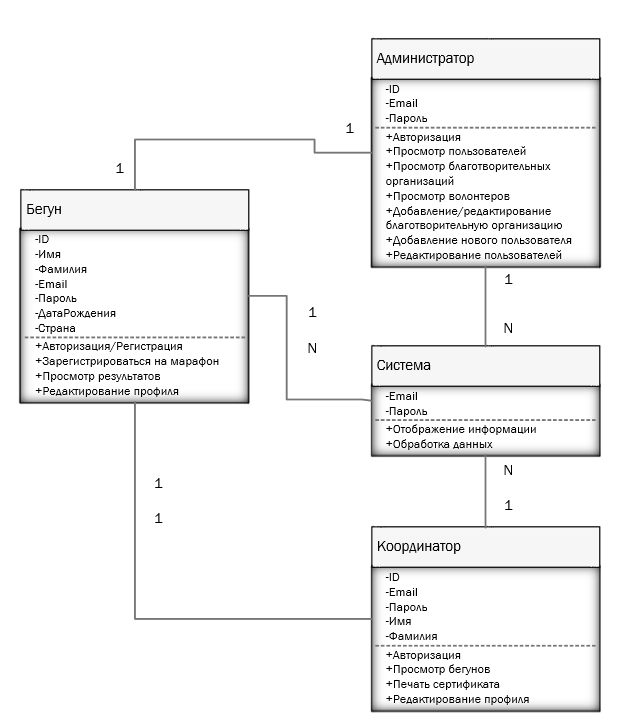 Администратор
-ID
-Email
-Пароль
+Авторизация
+Просмотр пользователей
+Просмотр благотворительных
организаций
+Просмотр волонтеров
+Добавление/редактирование
благотворительную организацию
+Добавление нового пользователя
+Редактирование пользователей
1
1
Бегун
-ID
-Имя
-Фамилия
-Email
-Пароль
-ДатаРождения
-Страна
+Авторизация/Регистрация
+Зарегистрироваться на марафон
+Просмотр результатов
+Редактирование профиля
1
N
1
N
Система
-Email
-Пароль
+Отображение информации
+Обработка данных
N
1
1
1
Координатор
-ID
-Email
-Пароль
-Имя
-Фамилия
+Авторизация
+Просмотр бегунов
+Печать сертификата
+Редактирование профиля